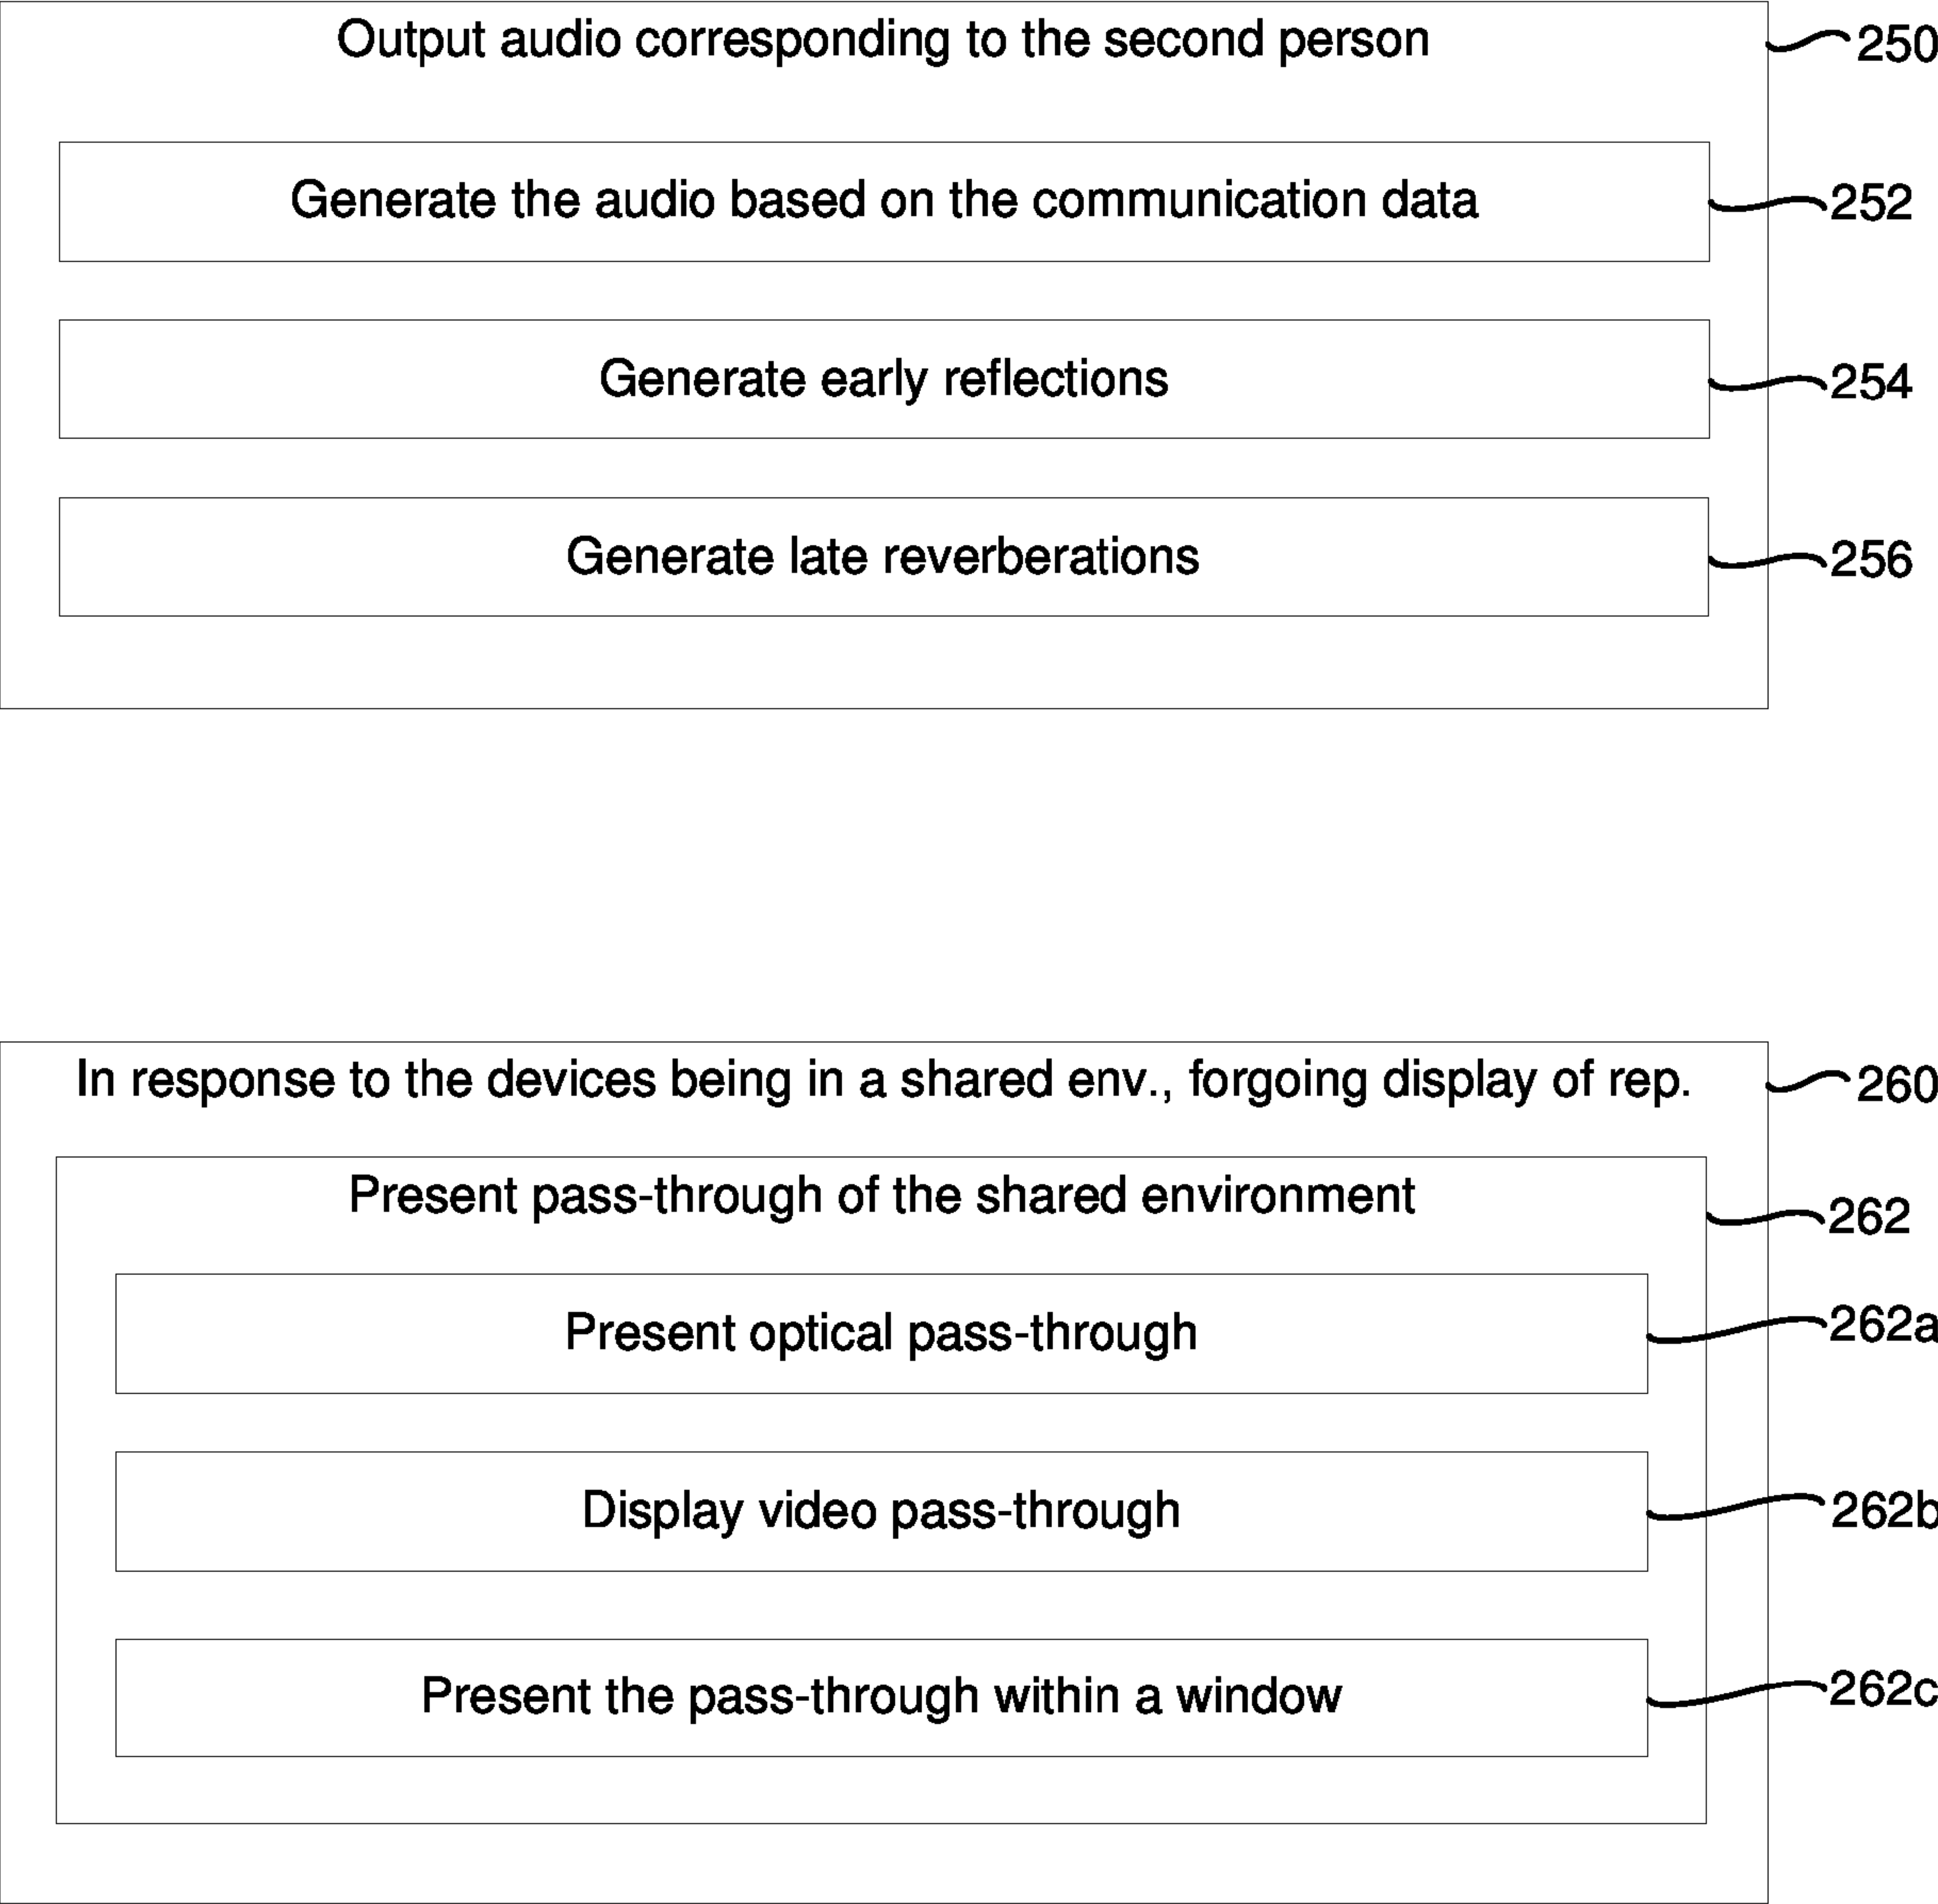 Output audio corresponding to the second person 250
Generate the audio based on the communication data 252
Generate early reflections 254
Generate late reverberations 256
In response to the devices being in a shared env., forgoing display of rep. 260
Present pass-through of the shared environment 262
Present optical pass-through 262a
Display video pass-through 262b
Present the pass-through within a window 262c